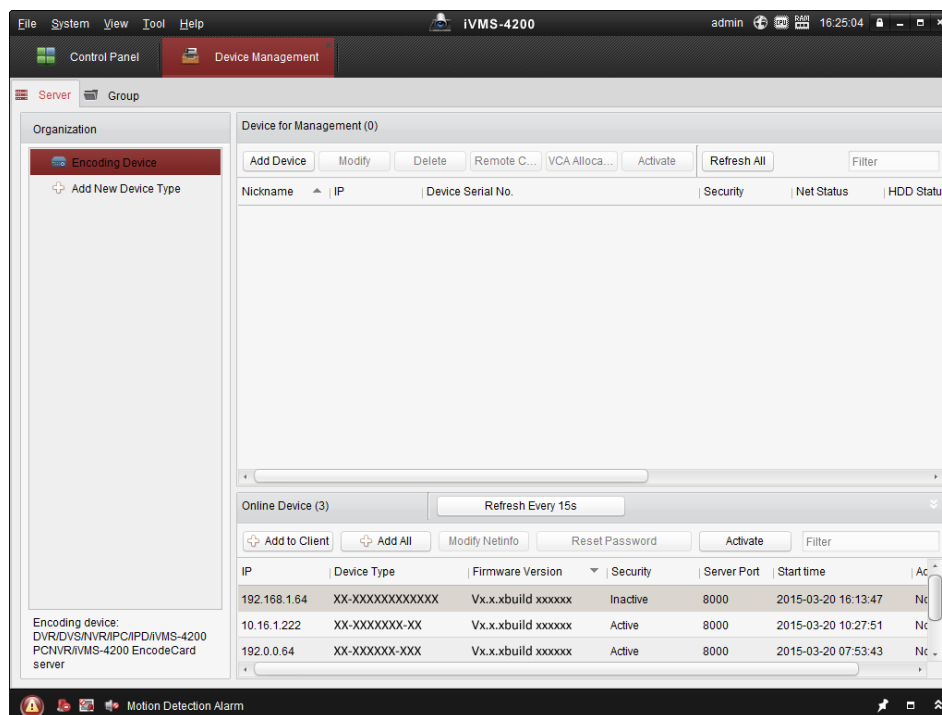 File System View Tool Help iVMS-4200 admin 16:25:04
Control Panel Device Management
Server Group
Organization
Encoding Device
Add New Device Type
Encoding device:
DVR/DVS/NVR/IPC/IPD/iVMS-4200
PCNVR/iVMS-4200 EncodeCard
server
Device for Management (0)
Add Device Modify Delete Remote C... VCA Alloca... Activate Refresh All Filter
Nickname IP Device Serial No. Security Net Status HDD Statu
Online Device (3) Refresh Every 15s
Add to Client Add All Modify Netinfo Reset Password Activate Filter
IP Device Type Firmware Version Security Server Port Start time Ac
192.168.1.64 XX-XXXXXXXXXXXX Vx.x.xbuild xxxxxx Inactive 8000 2015-03-20 16:13:47 No
10.16.1.222 XX-XXXXXXX-XX Vx.x.xbuild xxxxxx Active 8000 2015-03-20 10:27:51 No
192.0.0.64 XX-XXXXXX-XXX Vx.x.xbuild xxxxxx Active 8000 2015-03-20 07:53:43 No
Motion Detection Alarm